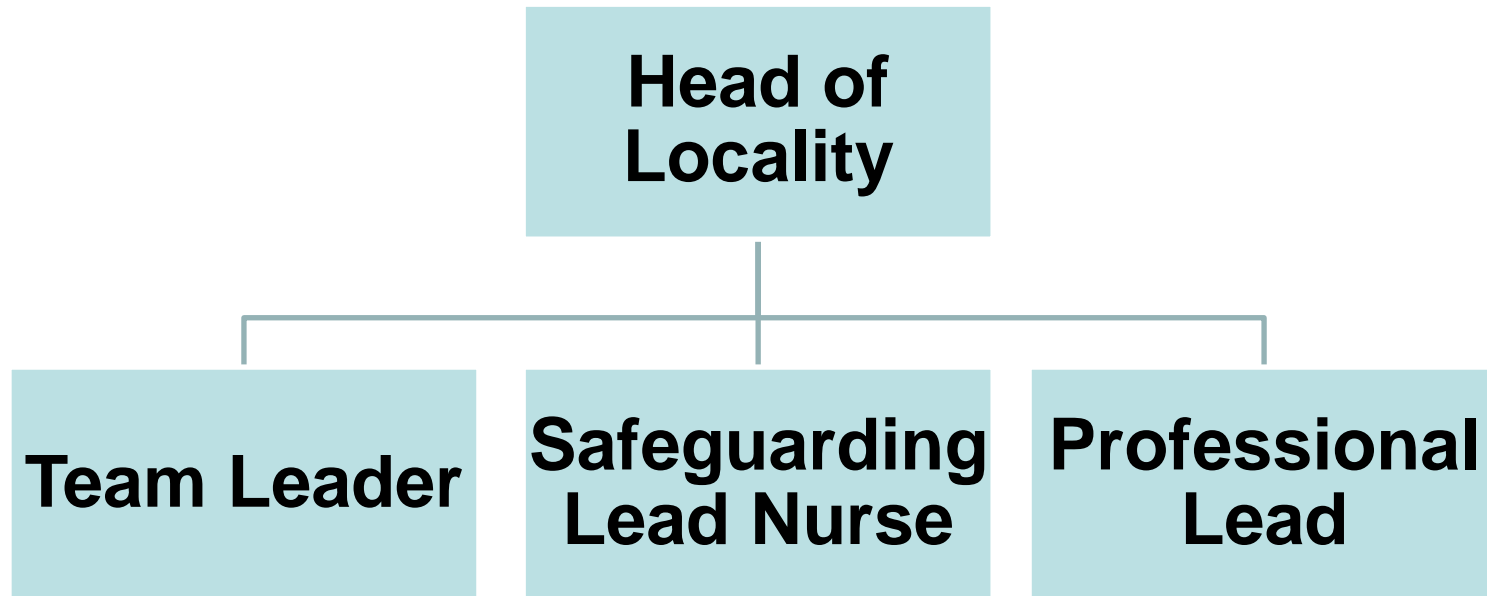 Head of
Locality
Team Leader
Safeguarding
Lead Nurse
Professional
Lead